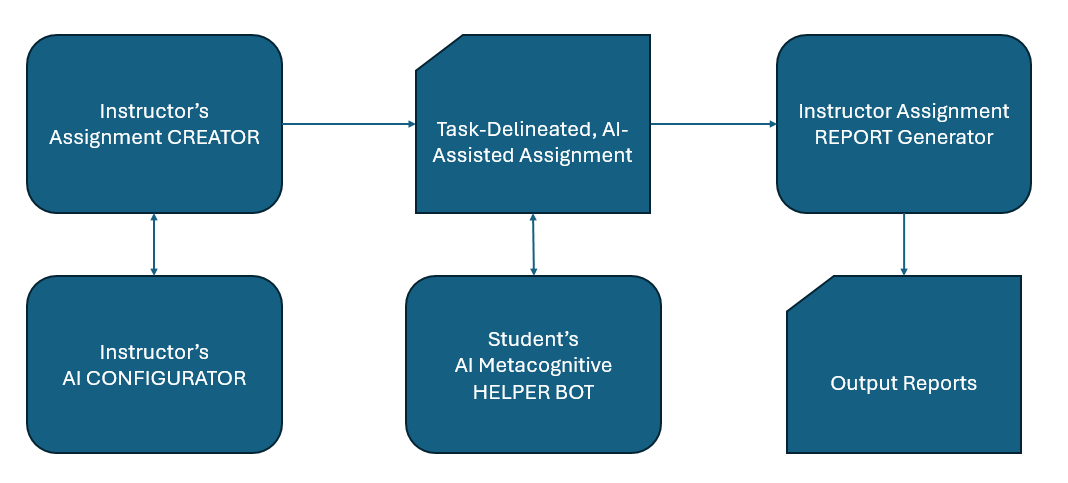 Instructor’s
Assignment CREATOR
Task-Delineated, AI-
Assisted Assignment
Instructor Assignment
REPORT Generator
Instructor’s
AI CONFIGURATOR
Student’s
AI Metacognitive
HELPER BOT
Output Reports